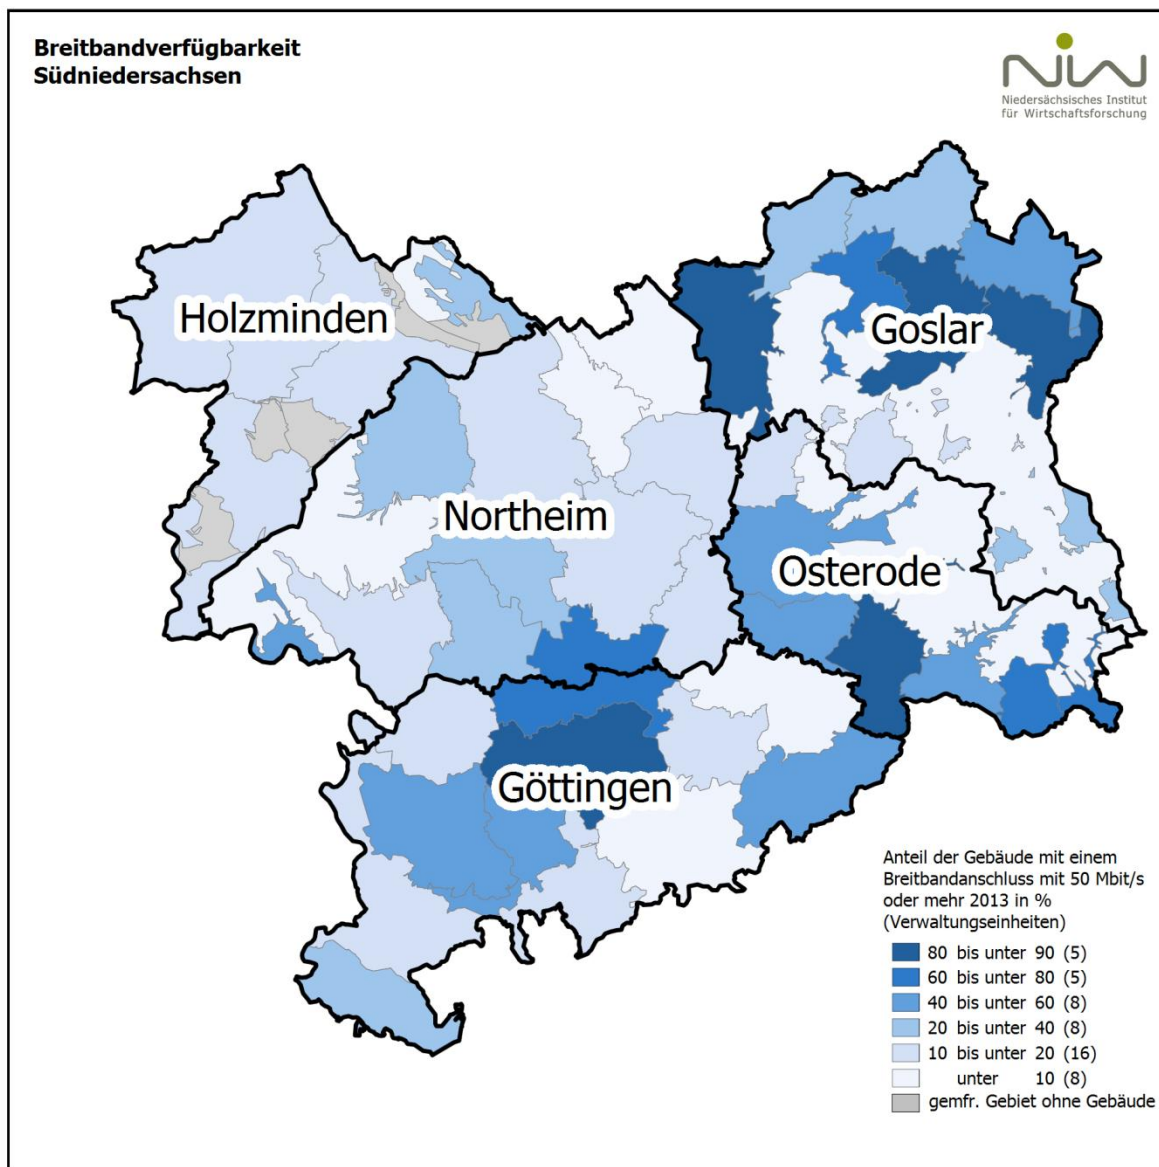 Breitbandverfügbarkeit
Südniedersachsen
NIW
Niedersächsisches Institut
für Wirtschaftsforschung
Holzminden
Goslar
Northeim
Osterode
Göttingen
Anteil der Gebäude mit einem
Breitbandanschluss mit 50 Mbit/s
oder mehr 2013 in %
(Verwaltungseinheiten)
80 bis unter 90 (5)
60 bis unter 80 (5)
40 bis unter 60 (8)
20 bis unter 40 (8)
10 bis unter 20 (16)
unter 10 (8)
gemfr. Gebiet ohne Gebäude